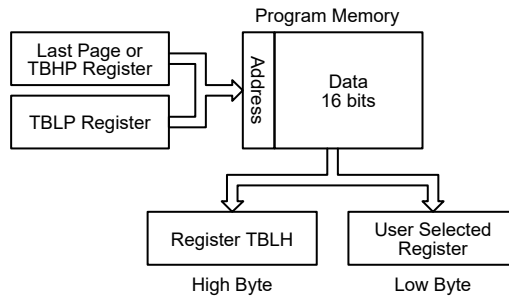 Program Memory
Last Page or
TBHP Register
TBLP Register
Address
Data
16 bits
Register TBLH
User Selected
Register
High Byte
Low Byte